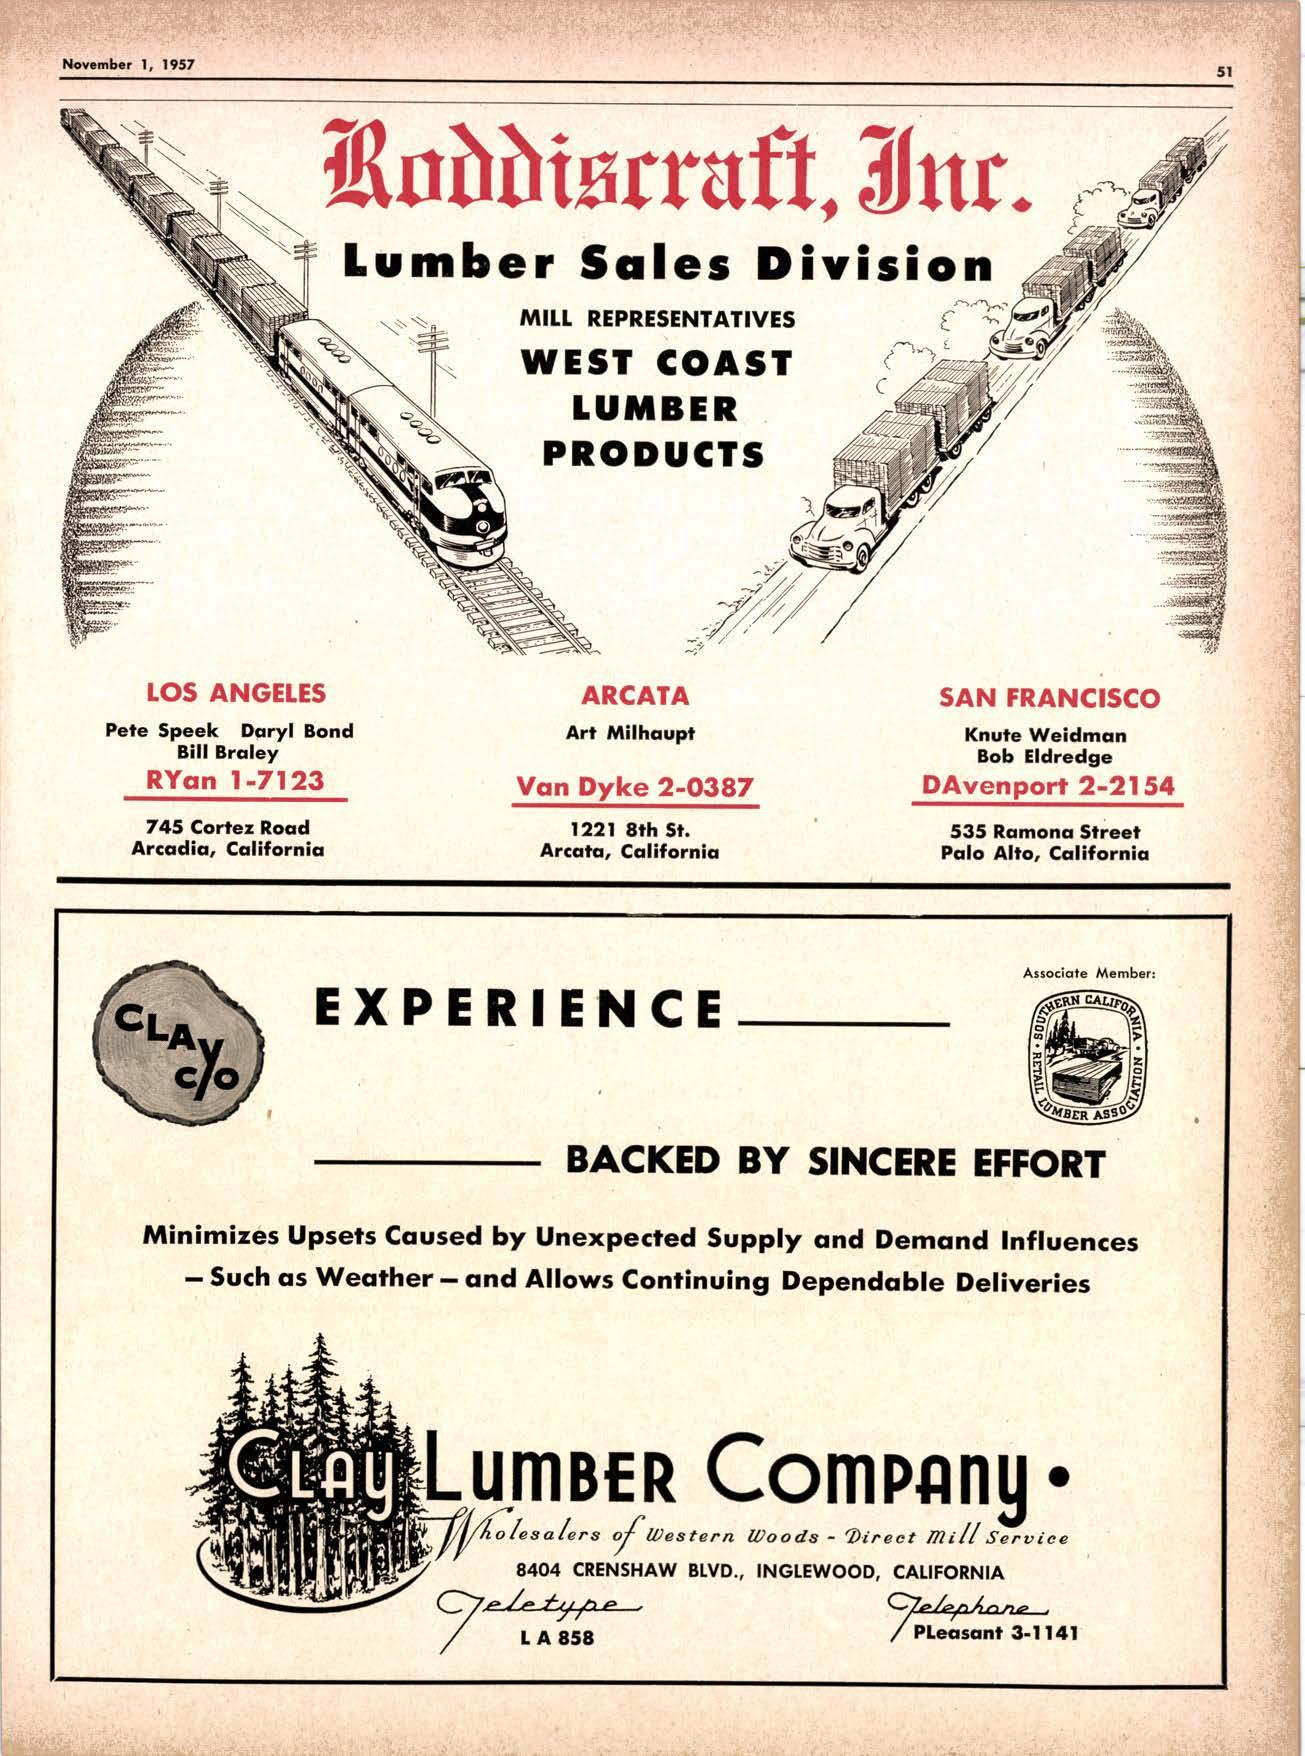 November 1, 1957
51
Roddiscraft, Inc.
Lumber Sales Division
MILL REPRESENTATIVES
WEST COAST
LUMBER
PRODUCTS
LOS ANGELES
Pete Speek Daryl Bond
Bill Braley
RYan 1-7123
745 Cortez Road
Arcadia, California
ARCATA
Art Milhaupt
Van Dyke 2-0387
1221 8th St.
Arcata, California
SAN FRANCISCO
Knute Weidman
Bob Eldredge
DAvenport 2-2154
535 Ramona Street
Palo Alto, California
CLAY
c/o
EXPERIENCE
Associate Member:
SOUTHERN CALIFORNIA
RETAIL LUMBER ASSOCIATION
BACKED BY SINCERE EFFORT
Minimizes Upsets Caused by Unexpected Supply and Demand Influences
— Such as Weather — and Allows Continuing Dependable Deliveries
CLAY LUMBER COMPANY •
Wholesalers of Western Woods - Direct Mill Service
8404 CRENSHAW BLVD., INGLEWOOD, CALIFORNIA
Teletype
L A 858
Telephone
PLeasant 3-1141